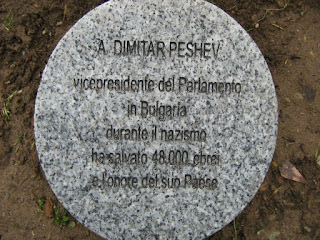 A DIMITAR PESHEV
vicepresidente del Parlamento
in Bulgaria
durante il nazismo
ha salvato 48.000 ebrei
e l'onore del suo Paese